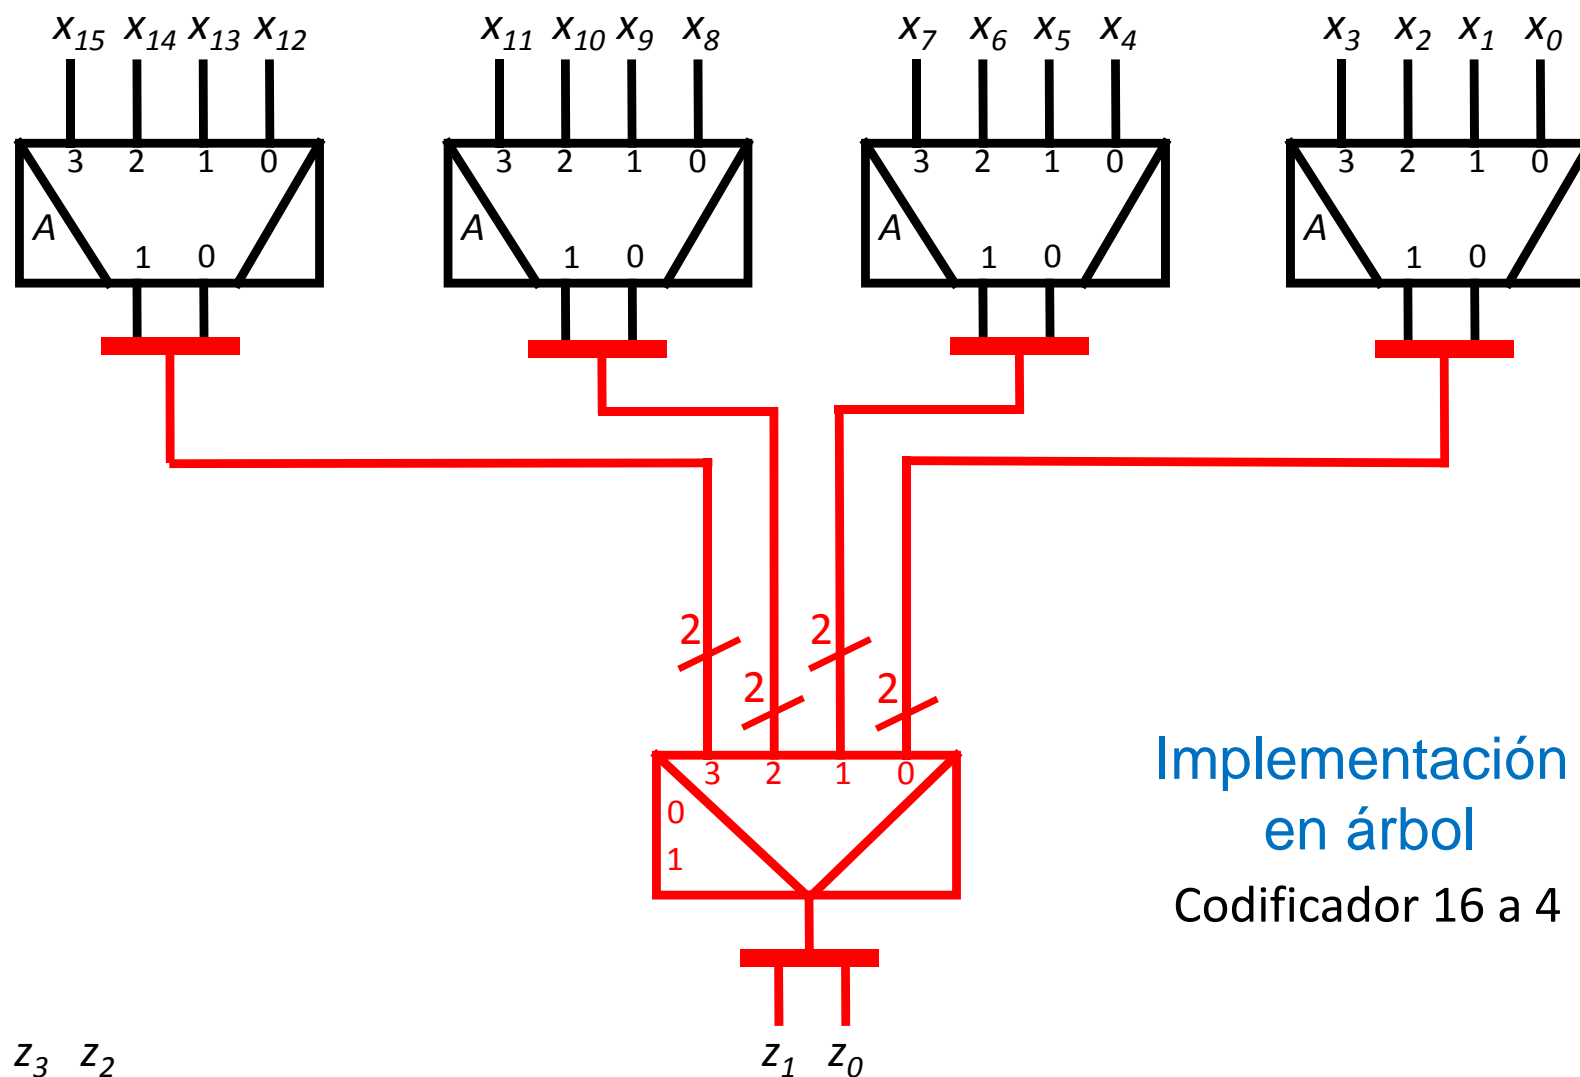 x15 x14 x13 x12 x11 x10 x9 x8 x7 x6 x5 x4 x3 x2 x1 x0
3 2 1 0 3 2 1 0 3 2 1 0 3 2 1 0
A A A A
1 0 1 0 1 0 1 0
2 2
2 2
3 2 1 0
0
1
Implementación
en árbol
Codificador 16 a 4
z3 z2 z1 z0